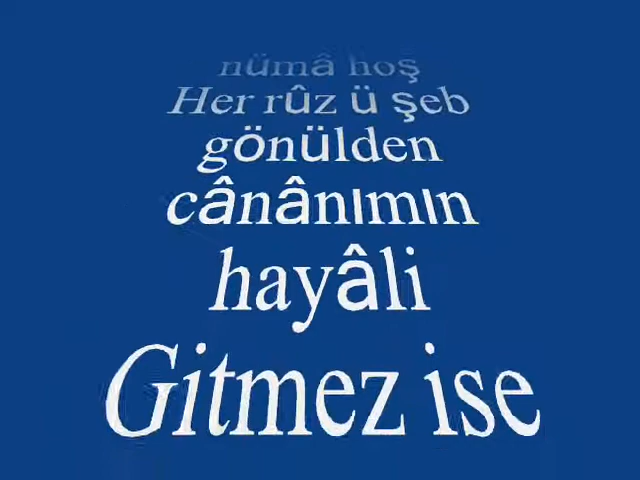 nümâ hoş
Her rûz ü şeb
gönülden
cânânımın
hayâli
Gitmez ise